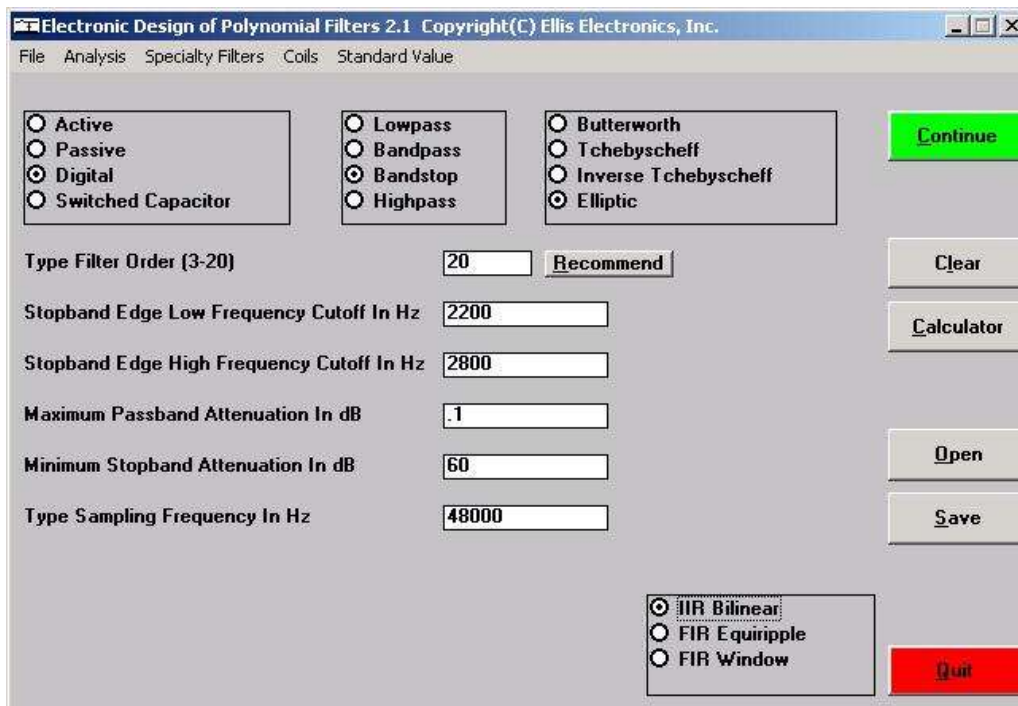 Electronic Design of Polynomial Filters 2.1 Copyright(C) Ellis Electronics, Inc.
File Analysis Specialty Filters Coils Standard Value
Active
Passive
Digital
Switched Capacitor
Lowpass
Bandpass
Bandstop
Highpass
Butterworth
Tchebyscheff
Inverse Tchebyscheff
Elliptic
Continue
Type Filter Order (3-20) 20 Recommend
Clear
Stopband Edge Low Frequency Cutoff In Hz 2200
Calculator
Stopband Edge High Frequency Cutoff In Hz 2800
Maximum Passband Attenuation In dB .1
Minimum Stopband Attenuation In dB 60
Open
Type Sampling Frequency In Hz 48000
Save
IIR Bilinear
FIR Equiripple
FIR Window
Quit